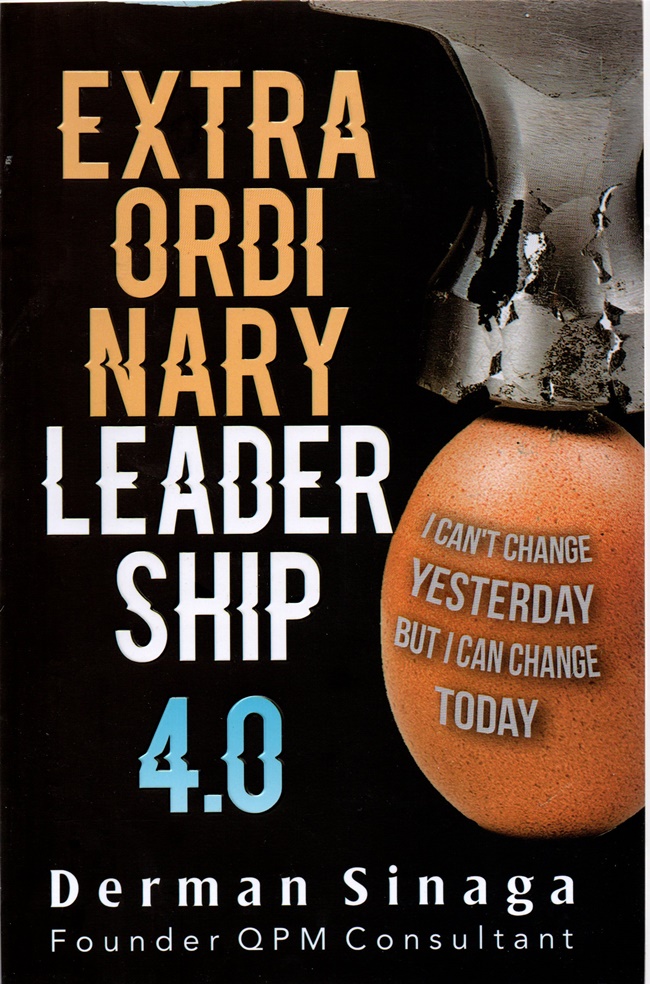 EXTRA
ORDI
NARY
LEADER
SHIP
4.0
I CAN'T CHANGE
YESTERDAY
BUT I CAN CHANGE
TODAY
Derman Sinaga
Founder QPM Consultant